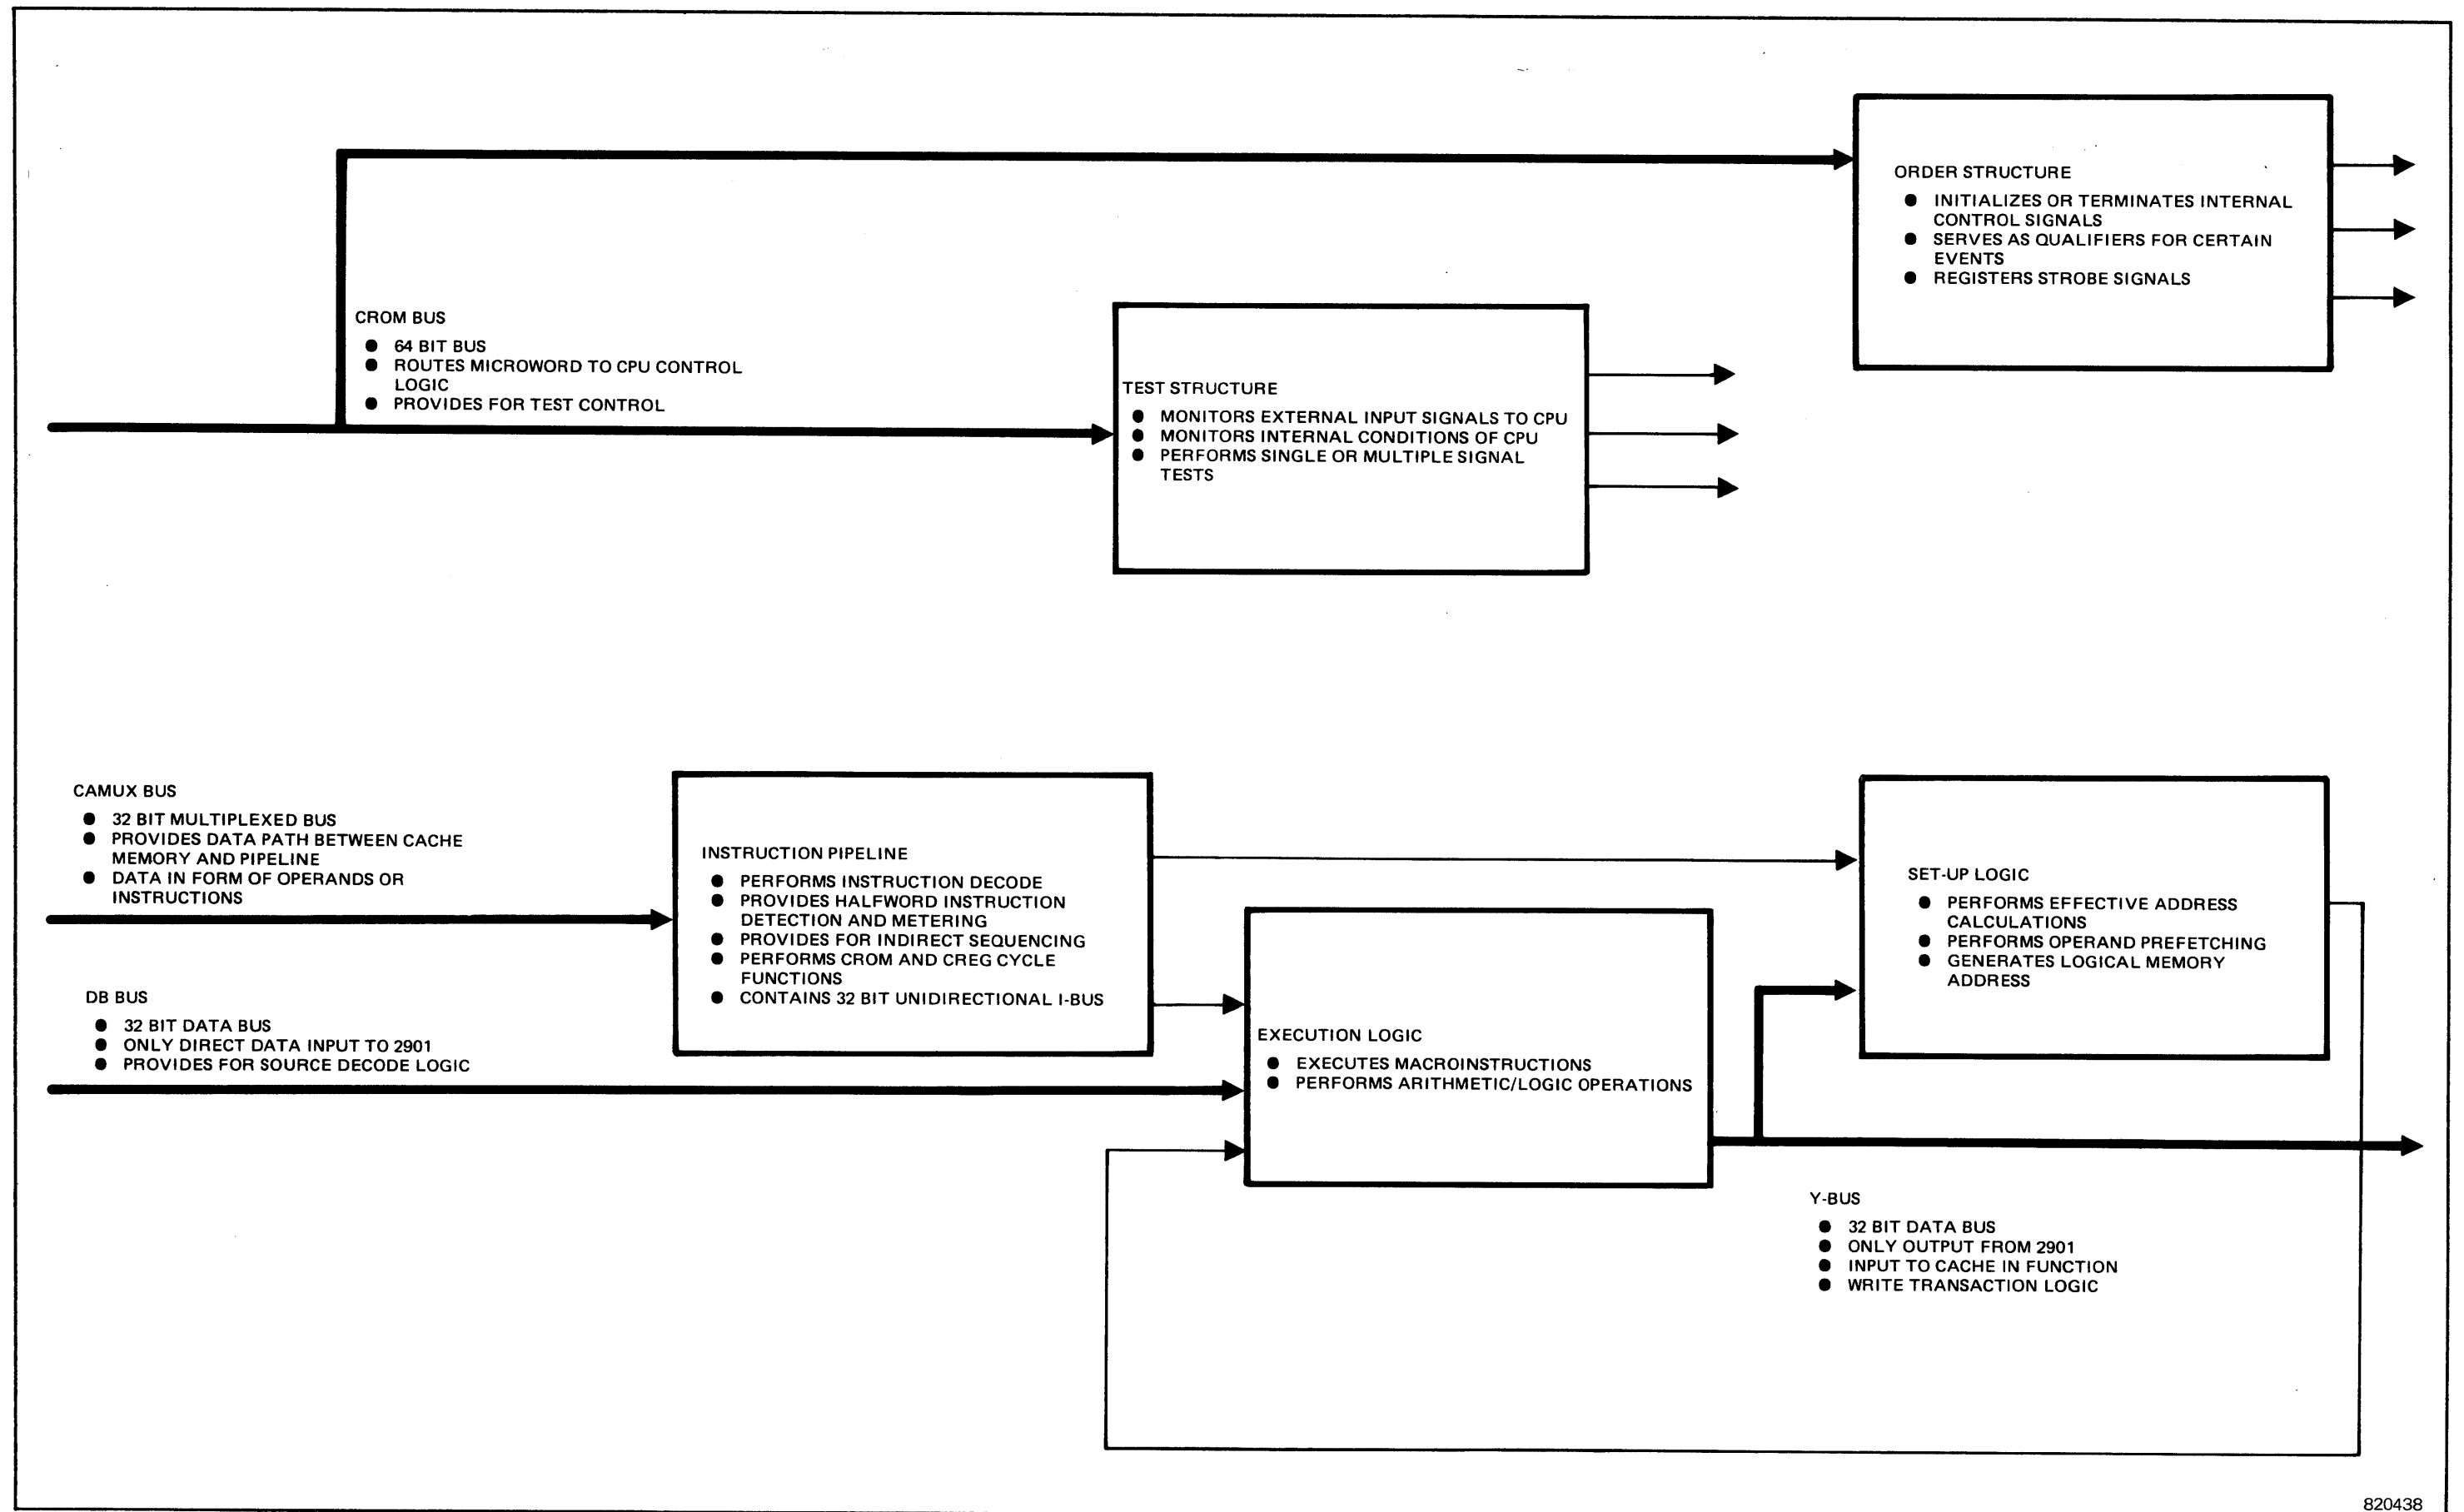 ORDER STRUCTURE
● INITIALIZES OR TERMINATES INTERNAL
CONTROL SIGNALS
● SERVES AS QUALIFIERS FOR CERTAIN
EVENTS
● REGISTERS STROBE SIGNALS
CROM BUS
● 64 BIT BUS
● ROUTES MICROWORD TO CPU CONTROL
LOGIC
● PROVIDES FOR TEST CONTROL
TEST STRUCTURE
● MONITORS EXTERNAL INPUT SIGNALS TO CPU
● MONITORS INTERNAL CONDITIONS OF CPU
● PERFORMS SINGLE OR MULTIPLE SIGNAL
TESTS
CAMUX BUS
● 32 BIT MULTIPLEXED BUS
● PROVIDES DATA PATH BETWEEN CACHE
MEMORY AND PIPELINE
● DATA IN FORM OF OPERANDS OR
INSTRUCTIONS
INSTRUCTION PIPELINE
● PERFORMS INSTRUCTION DECODE
● PROVIDES HALFWORD INSTRUCTION
DETECTION AND METERING
● PROVIDES FOR INDIRECT SEQUENCING
● PERFORMS CROM AND CREG CYCLE
FUNCTIONS
● CONTAINS 32 BIT UNIDIRECTIONAL I-BUS
SET-UP LOGIC
● PERFORMS EFFECTIVE ADDRESS
CALCULATIONS
● PERFORMS OPERAND PREFETCHING
● GENERATES LOGICAL MEMORY
ADDRESS
DB BUS
● 32 BIT DATA BUS
● ONLY DIRECT DATA INPUT TO 2901
● PROVIDES FOR SOURCE DECODE LOGIC
EXECUTION LOGIC
● EXECUTES MACROINSTRUCTIONS
● PERFORMS ARITHMETIC/LOGIC OPERATIONS
Y-BUS
● 32 BIT DATA BUS
● ONLY OUTPUT FROM 2901
● INPUT TO CACHE IN FUNCTION
● WRITE TRANSACTION LOGIC
820438